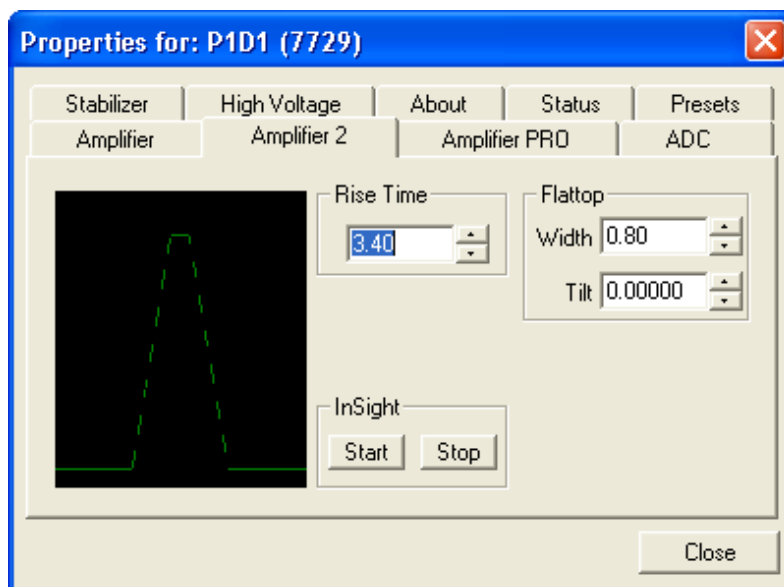 Properties for: P1D1 (7729)
Stabilizer High Voltage About Status Presets
Amplifier Amplifier 2 Amplifier PRO ADC
Rise Time
3.40
Flattop
Width 0.80
Tilt 0.00000
InSight
Start Stop
Close